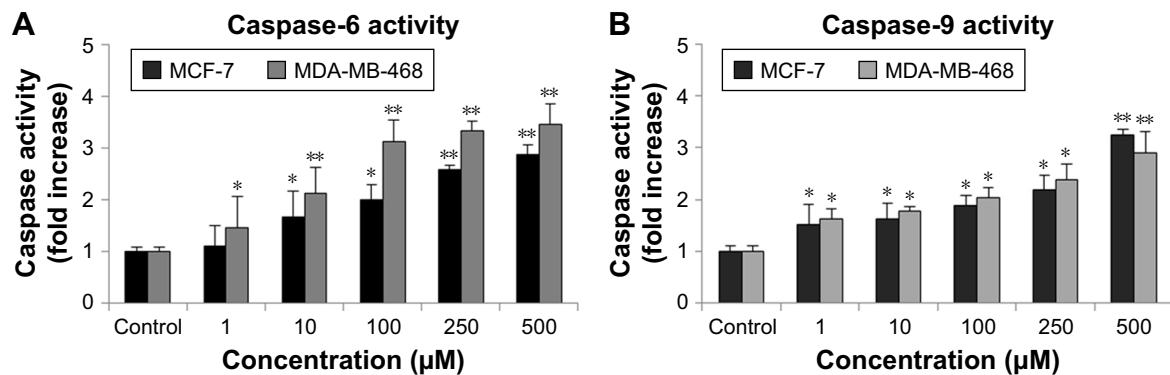 A
Caspase-6 activity
Caspase activity
(fold increase)
5
4
3
2
1
0
MCF-7
MDA-MB-468
*
*
**
*
**
**
**
**
**
Control
1
10
100
250
500
Concentration (µM)
B
Caspase-9 activity
Caspase activity
(fold increase)
5
4
3
2
1
0
MCF-7
MDA-MB-468
*
*
*
*
*
*
*
*
**
**
Control
1
10
100
250
500
Concentration (µM)